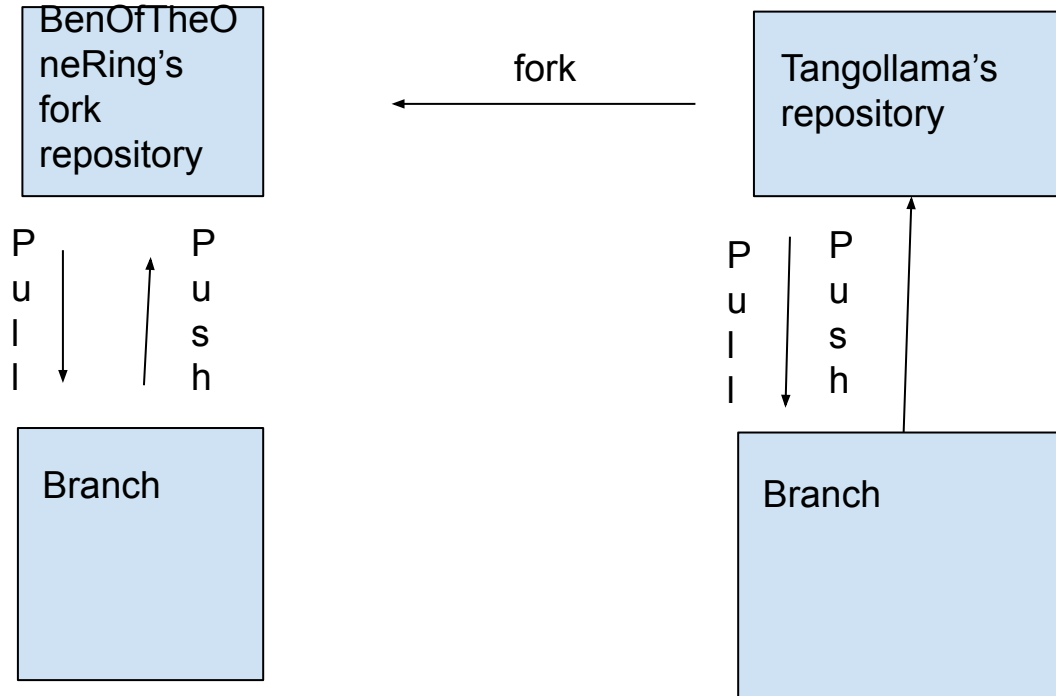 BenOfTheO
neRing’s
fork
repository
fork
Tangollama’s
repository
P
u
l
l
P
u
s
h
P
u
l
l
P
u
s
h
Branch
Branch